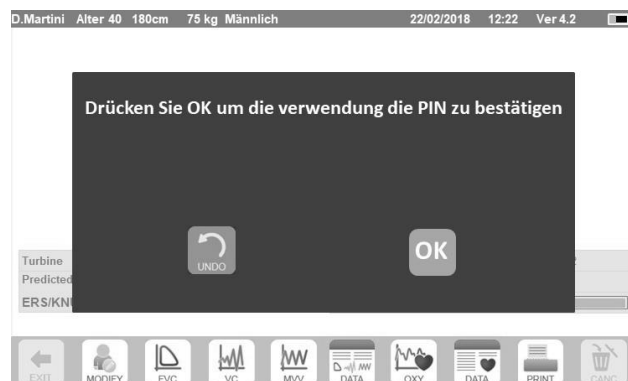 D.Martini Alter 40 180cm 75 kg Männlich 22/02/2018 12:22 Ver 4.2
Drücken Sie OK um die verwendung die PIN zu bestätigen
UNDO
OK
Turbine
Predicted
EXIT MODIFY FVC VC MVV DATA OXY DATA PRINT CANC